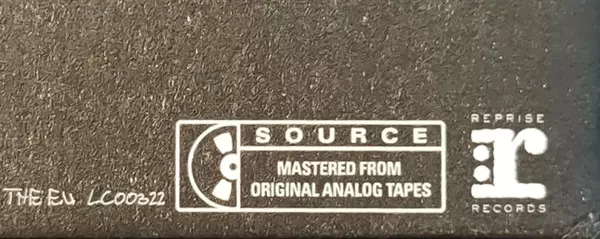 SOURCE
MASTERED FROM
ORIGINAL ANALOG TAPES
REPRISE
r
RECORDS
THE EU LC00322